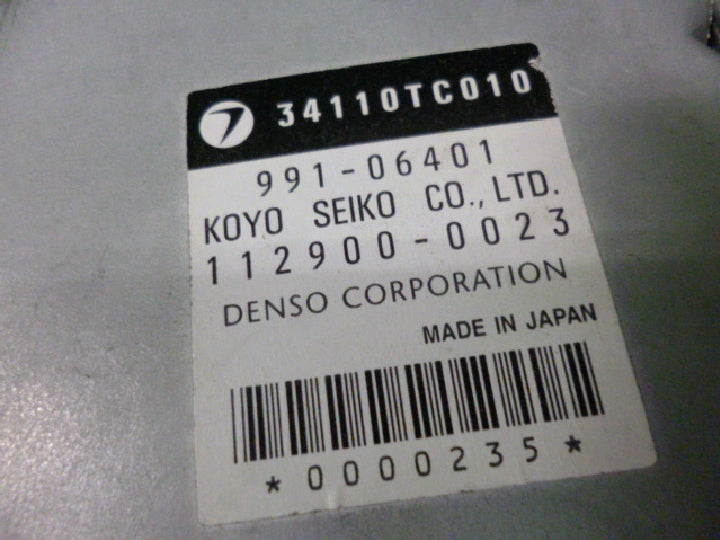 34110TC010
991-06401
KOYO SEIKO CO., LTD.
112900-0023
DENSO CORPORATION
MADE IN JAPAN
*0000235*